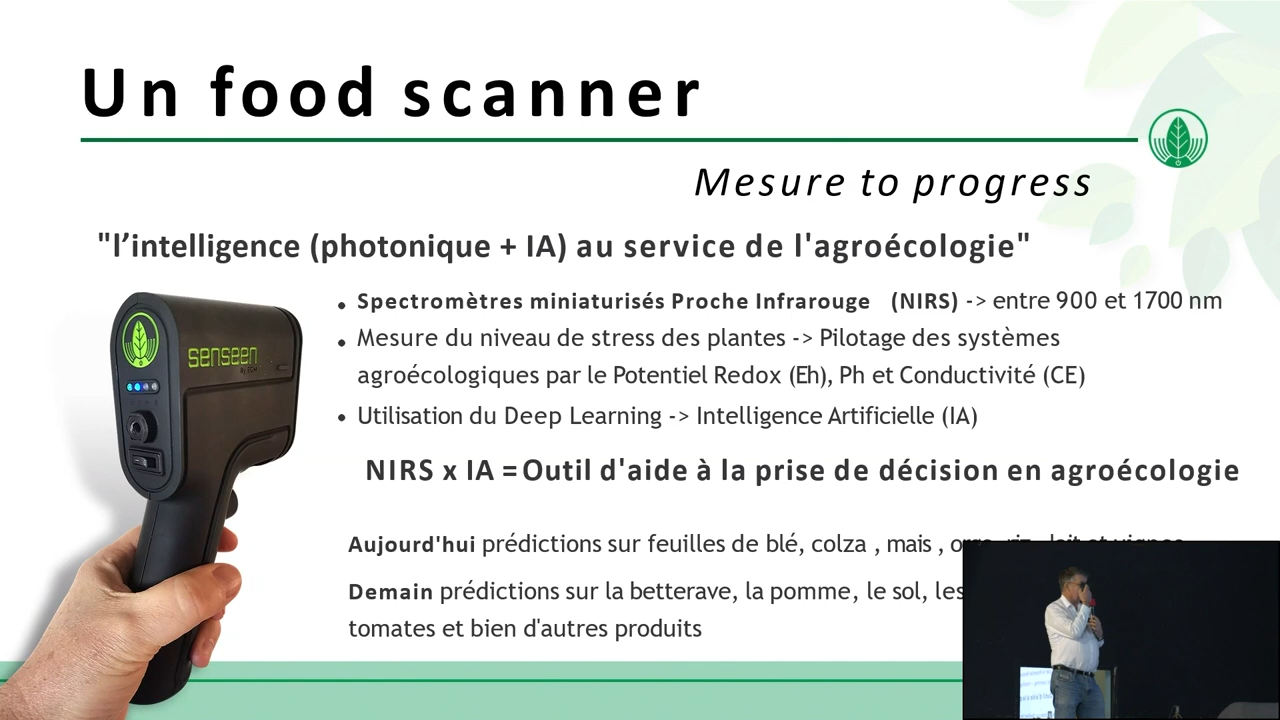 Un food scanner
Mesure to progress
"l’intelligence (photonique + IA) au service de l'agroécologie"
• Spectromètres miniaturisés Proche Infrarouge (NIRS) -> entre 900 et 1700 nm
• Mesure du niveau de stress des plantes -> Pilotage des systèmes
agroécologiques par le Potentiel Redox (Eh), Ph et Conductivité (CE)
• Utilisation du Deep Learning -> Intelligence Artificielle (IA)
NIRS x IA = Outil d'aide à la prise de décision en agroécologie
Aujourd'hui prédictions sur feuilles de blé, colza , mais ,
Demain prédictions sur la betterave, la pomme, le sol, les
tomates et bien d'autres produits
senseen